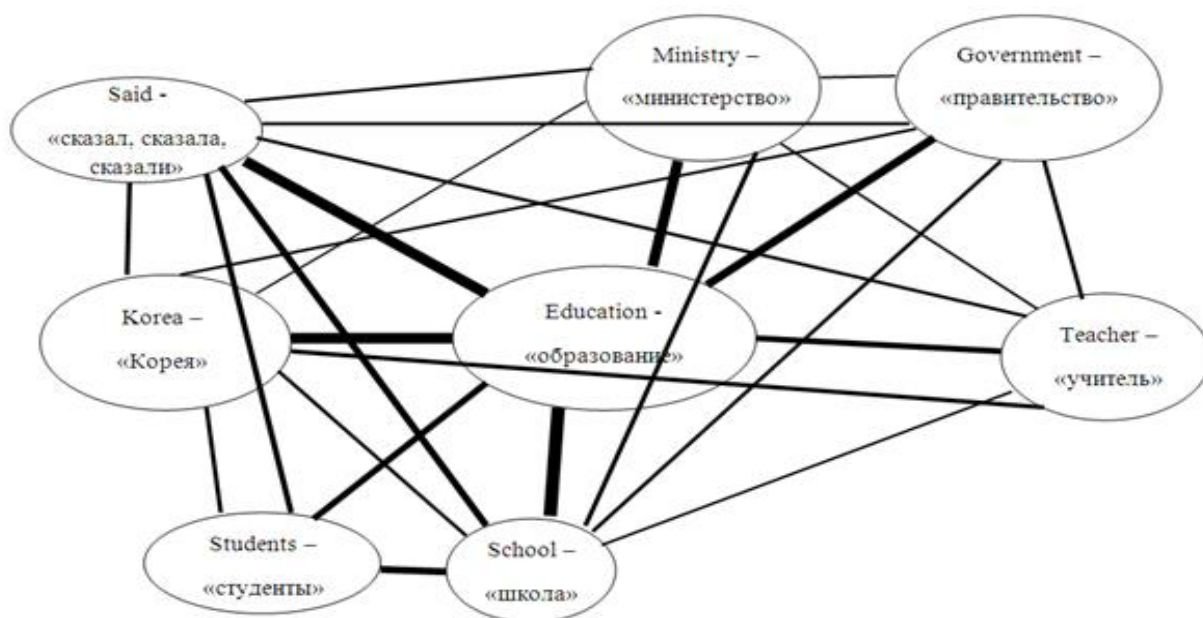 Ministry –
«министерство»
Government –
«правительство»
Said -
«сказал, сказала,
сказали»
Korea –
«Корея»
Education -
«образование»
Teacher –
«учитель»
Students –
«студенты»
School –
«школа»